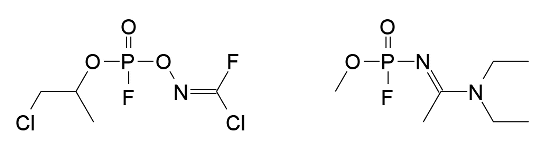 O O
O P O F O P N
F N F N
Cl Cl